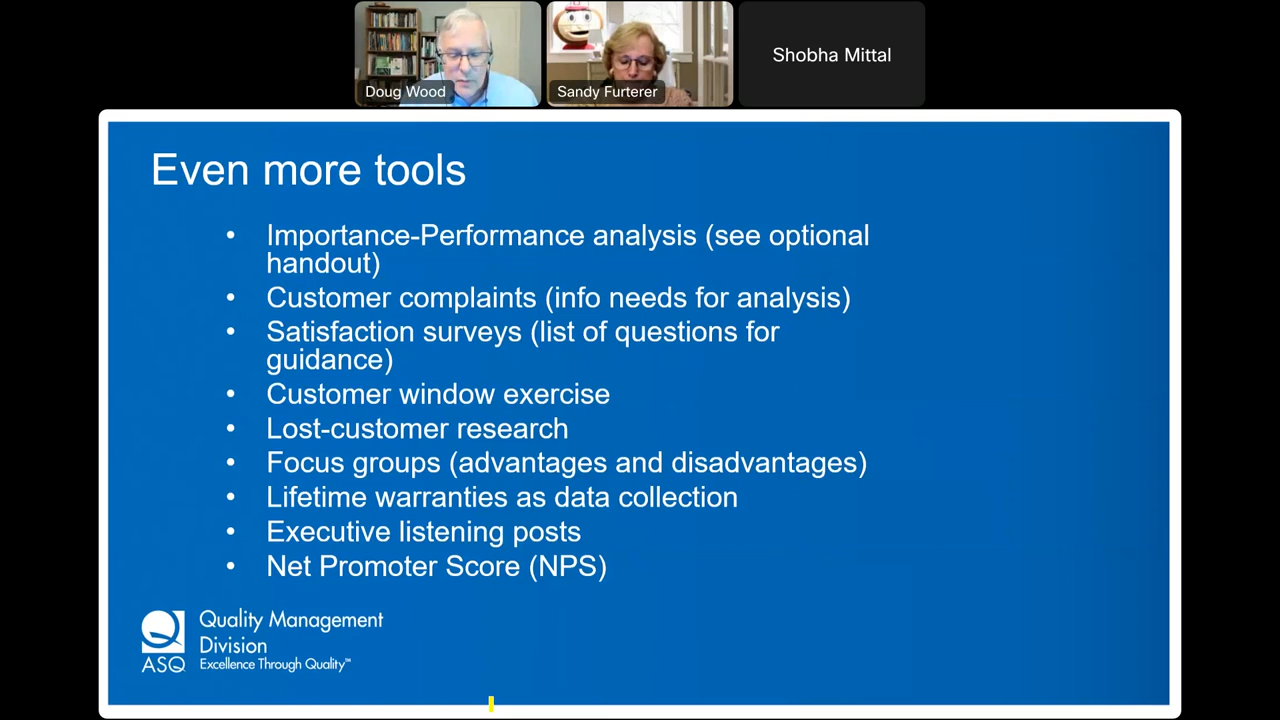 Doug Wood
Sandy Furterer
Shobha Mittal
Even more tools
• Importance-Performance analysis (see optional
handout)
• Customer complaints (info needs for analysis)
• Satisfaction surveys (list of questions for
guidance)
• Customer window exercise
• Lost-customer research
• Focus groups (advantages and disadvantages)
• Lifetime warranties as data collection
• Executive listening posts
• Net Promoter Score (NPS)
Quality Management
Division
ASQ Excellence Through Quality™